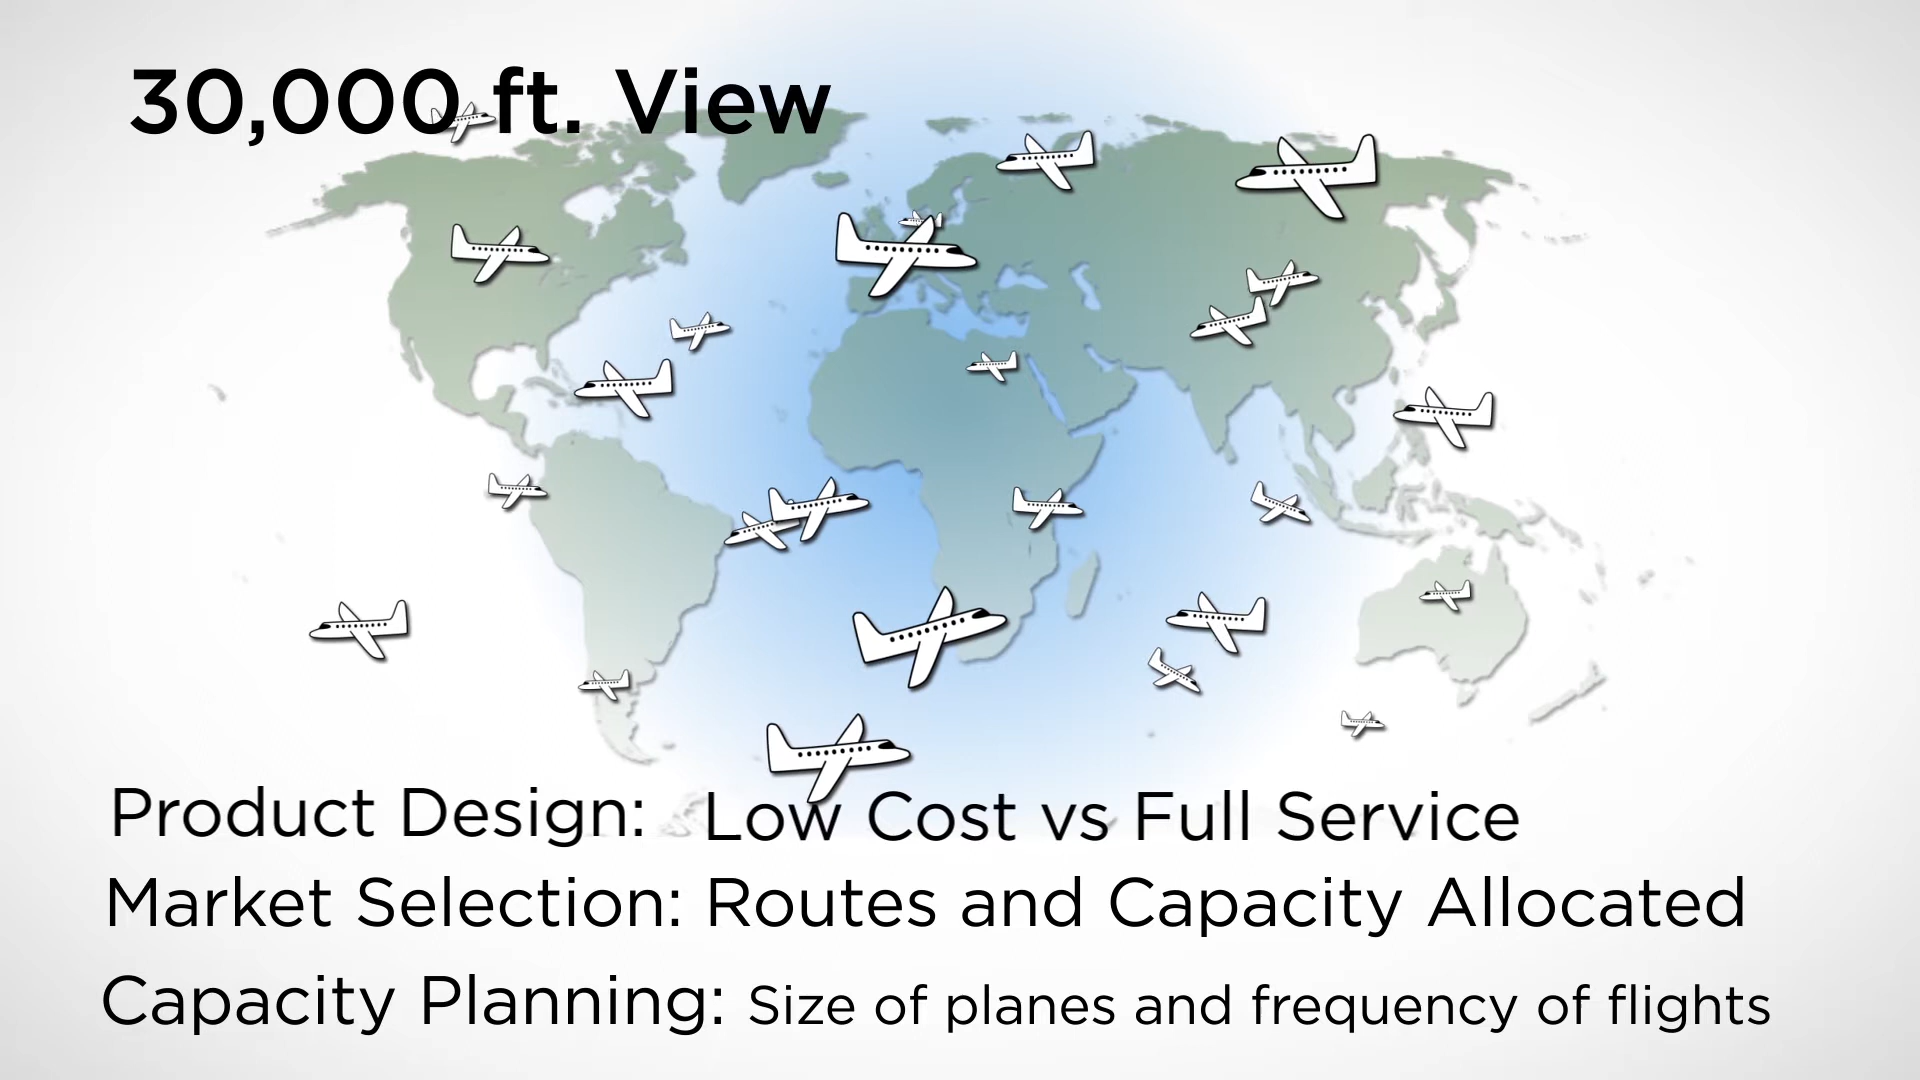 30,000 ft. View
Product Design: Low Cost vs Full Service
Market Selection: Routes and Capacity Allocated
Capacity Planning: Size of planes and frequency of flights